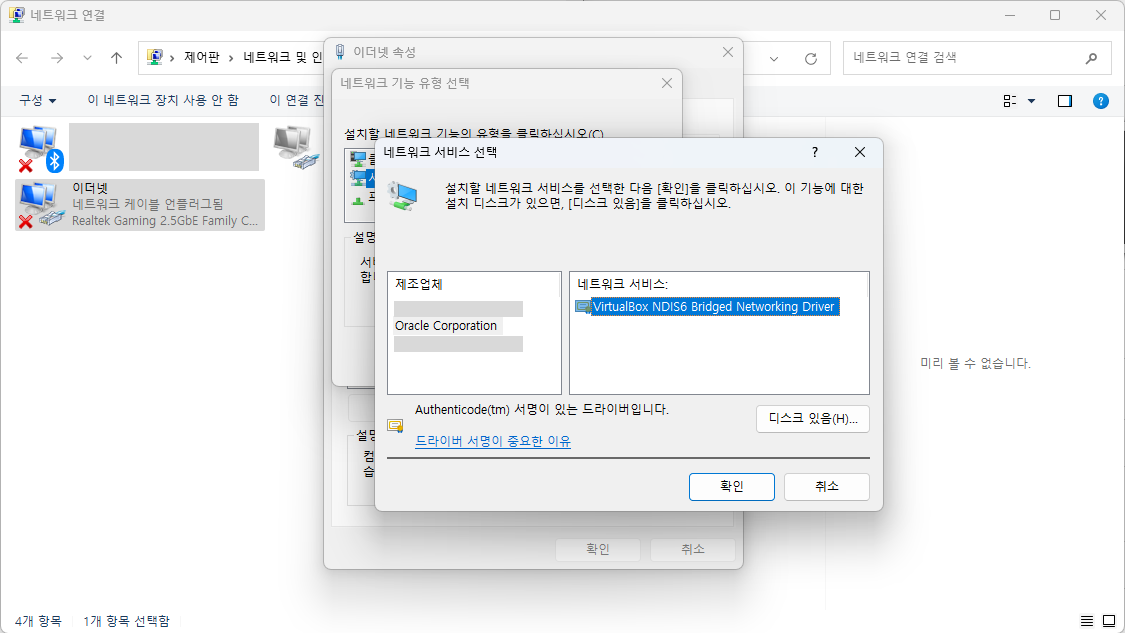 네트워크 연결
제어판
네트워크 및 인
네트워크 연결 검색
구성
이 네트워크 장치 사용 안 함
이 연결 진
이더넷
네트워크 케이블 언플러그됨
Realtek Gaming 2.5GbE Family C...
이더넷 속성
네트워크 기능 유형 선택
설치할 네트워크 기능의 유형을 클릭하십시오(C)
설명
합
설명
컴
습
확인
취소
네트워크 서비스 선택
?
설치할 네트워크 서비스를 선택한 다음 [확인]을 클릭하십시오. 이 기능에 대한
설치 디스크가 있으면, [디스크 있음]을 클릭하십시오.
제조업체
Oracle Corporation
네트워크 서비스:
VirtualBox NDIS6 Bridged Networking Driver
Authenticode(tm) 서명이 있는 드라이버입니다.
드라이버 서명이 중요한 이유
디스크 있음(H)...
확인
취소
미리 볼 수 없습니다.
4개 항목
1개 항목 선택함